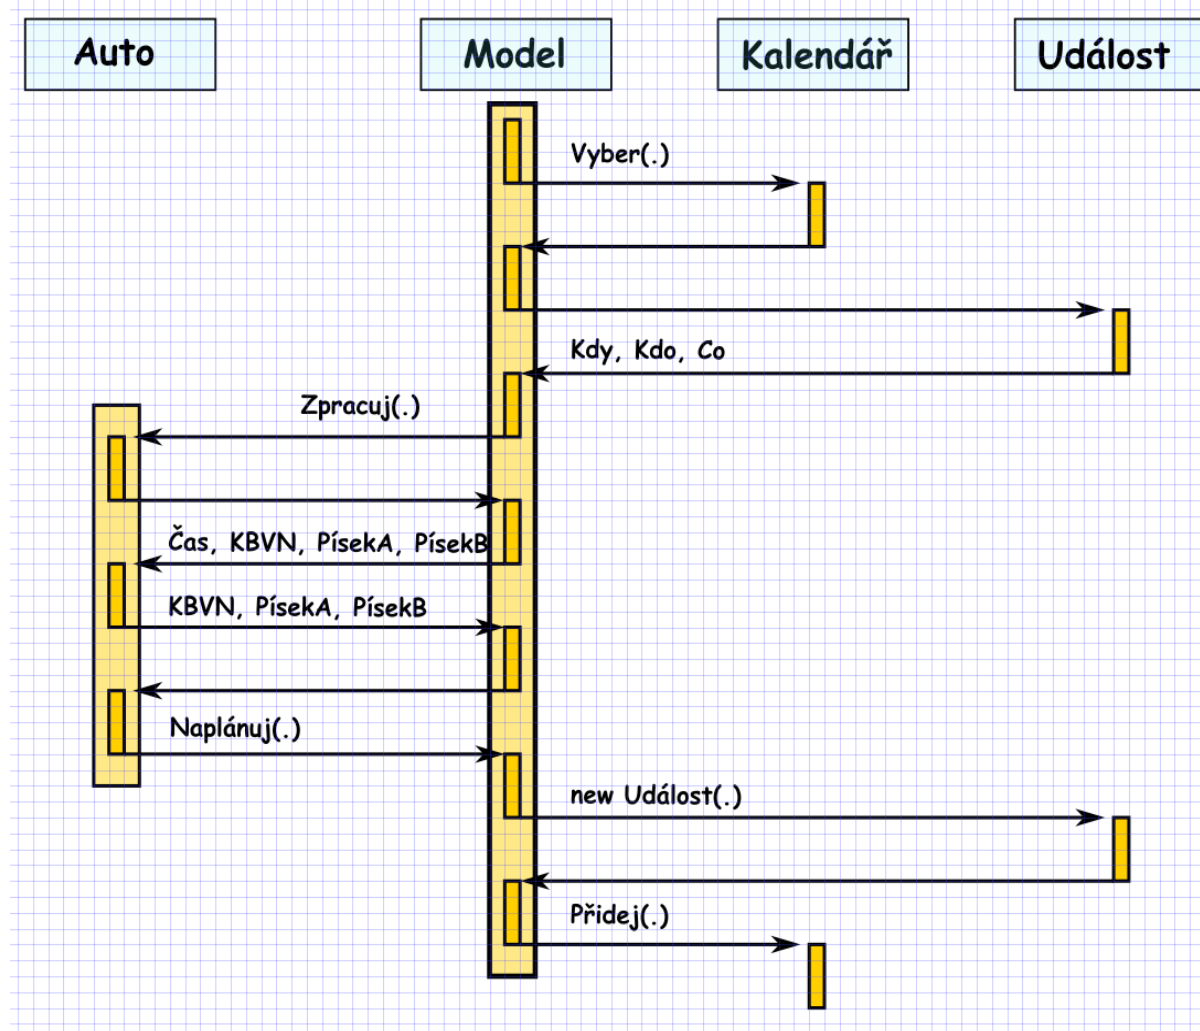 Auto
Model
Kalendář
Událost
Vyber(.)
Kdy, Kdo, Co
Zpracuj(.)
Čas, KBVN, PísekA, PísekB
KBVN, PísekA, PísekB
Naplánuj(.)
new Událost(.)
Přidej(.)